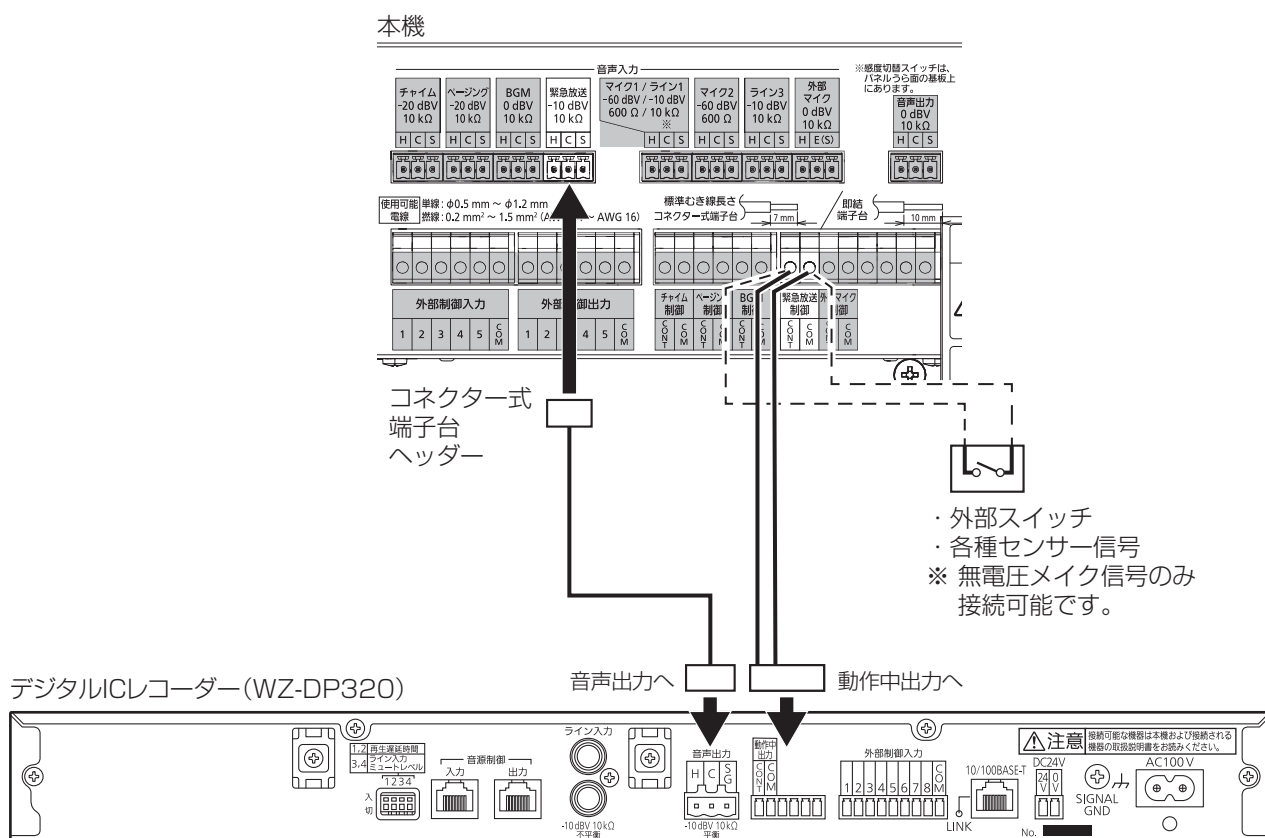 本機
音声入力
※感度切替スイッチは、
パネルうら面の基板上
にあります。
チャイム
-20 dBV
10 kΩ
H C S
ページング
-20 dBV
10 kΩ
H C S
BGM
0 dBV
10 kΩ
H C S
緊急放送
-10 dBV
10 kΩ
H C S
マイク1 / ライン1
-60 dBV / -10 dBV
600 Ω / 10 kΩ
※
H C S
マイク2
-60 dBV
600 Ω
H C S
ライン3
-10 dBV
10 kΩ
H C S
外部
マイク
0 dBV
10 kΩ
H E(S)
音声出力
0 dBV
10 kΩ
H C S
使用可能
電線
単線:φ0.5 mm ~ φ1.2 mm
撚線:0.2 mm² ~ 1.5 mm² ~ AWG 16)
標準むき線長さ
コネクター式端子台
7 mm
即結
端子台
10 mm
外部制御入力
1 2 3 4 5 COM
外部 御出力
1 2 4 5 COM
チャイム
制御
CONT COM
ページン
制御
CONT COM
制御
緊急放送
制御
CONT COM
マイク
制御
COM
コネクター式
端子台
ヘッダー
・外部スイッチ
・各種センサー信号
※ 無電圧メイク信号のみ
接続可能です。
音声出力へ
動作中出力へ
デジタルICレコーダー(WZ-DP320)
1,2 再生遅延時間
3,4 ライン入力
ミュートレベル
1 2 3 4
入
切
音源制御
入力 出力
ライン入力
-10dBV 10kΩ
不平衡
音声出力
H C SG
-10dBV 10kΩ
平衡
動作中
出力
CONT COM
外部制御入力
1 2 3 4 5 6 7 8 COM
10/100BASE-T
LINK
注意
接続可能な機器は本機および接続される
機器の取扱説明書をお読みください。
DC24V
24V 0V
SIGNAL
GND
AC100V
No.